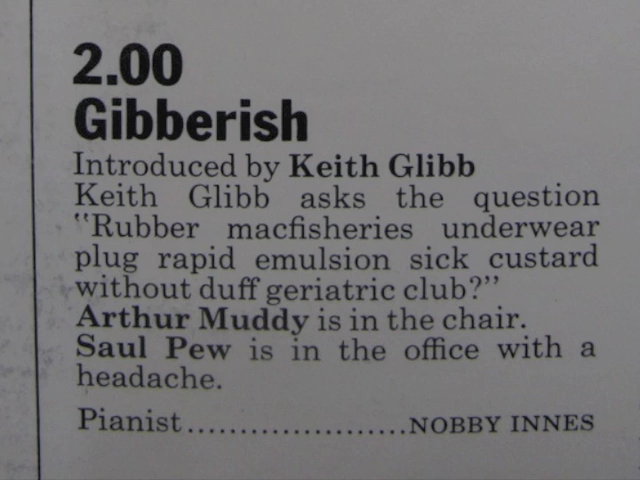 2.00
Gibberish
Introduced by Keith Glibb
Keith Glibb asks the question
"Rubber macfisheries underwear
plug rapid emulsion sick custard
without duff geriatric club?"
Arthur Muddy is in the chair.
Saul Pew is in the office with a
headache.
Pianist......................NOBBY INNES